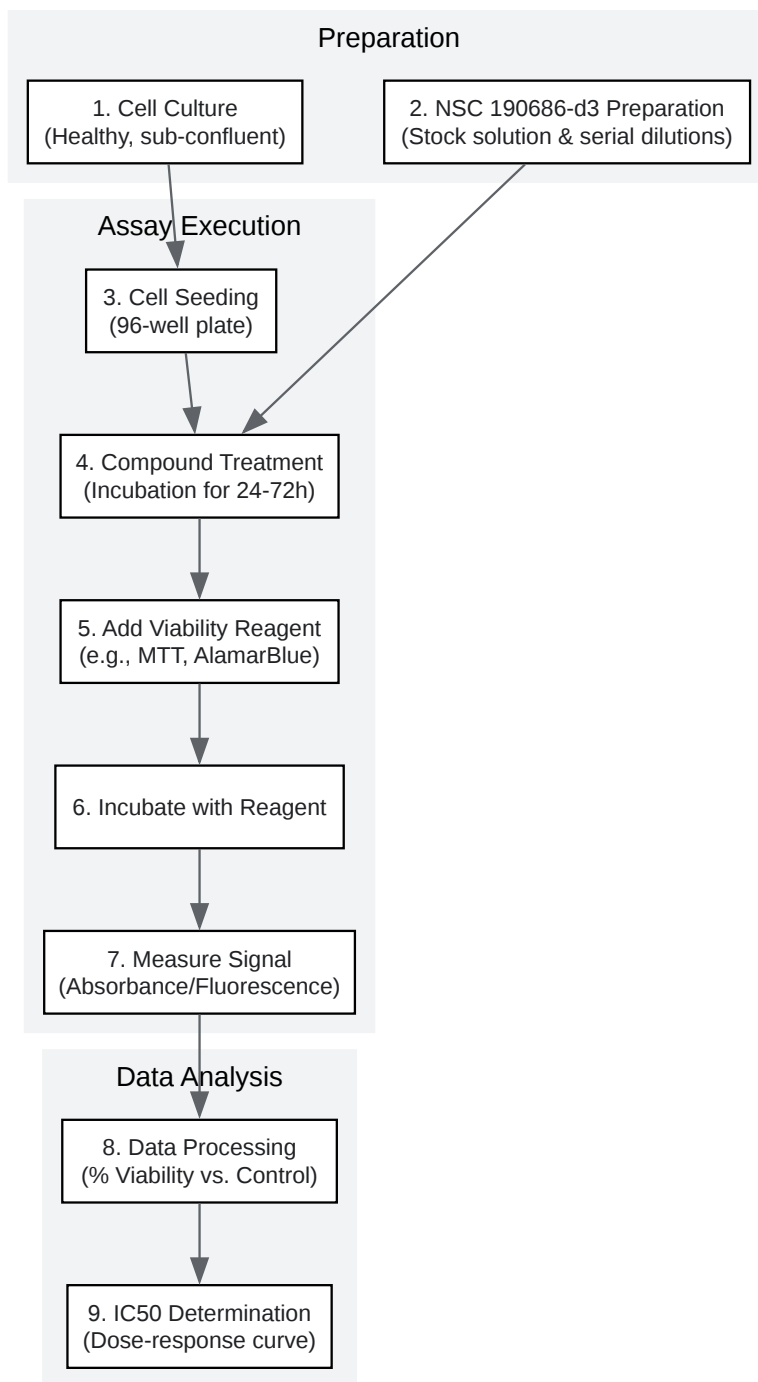 Preparation
1. Cell Culture
(Healthy, sub-confluent)
2. NSC 190686-d3 Preparation
(Stock solution & serial dilutions)
Assay Execution
3. Cell Seeding
(96-well plate)
4. Compound Treatment
(Incubation for 24-72h)
5. Add Viability Reagent
(e.g., MTT, AlamarBlue)
6. Incubate with Reagent
7. Measure Signal
(Absorbance/Fluorescence)
Data Analysis
8. Data Processing
(% Viability vs. Control)
9. IC50 Determination
(Dose-response curve)